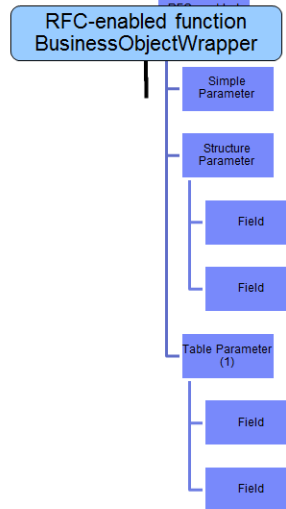 RFC-enabled function
BusinessObjectWrapper
Simple
Parameter
Structure
Parameter
Field
Field
Table Parameter
(1)
Field
Field